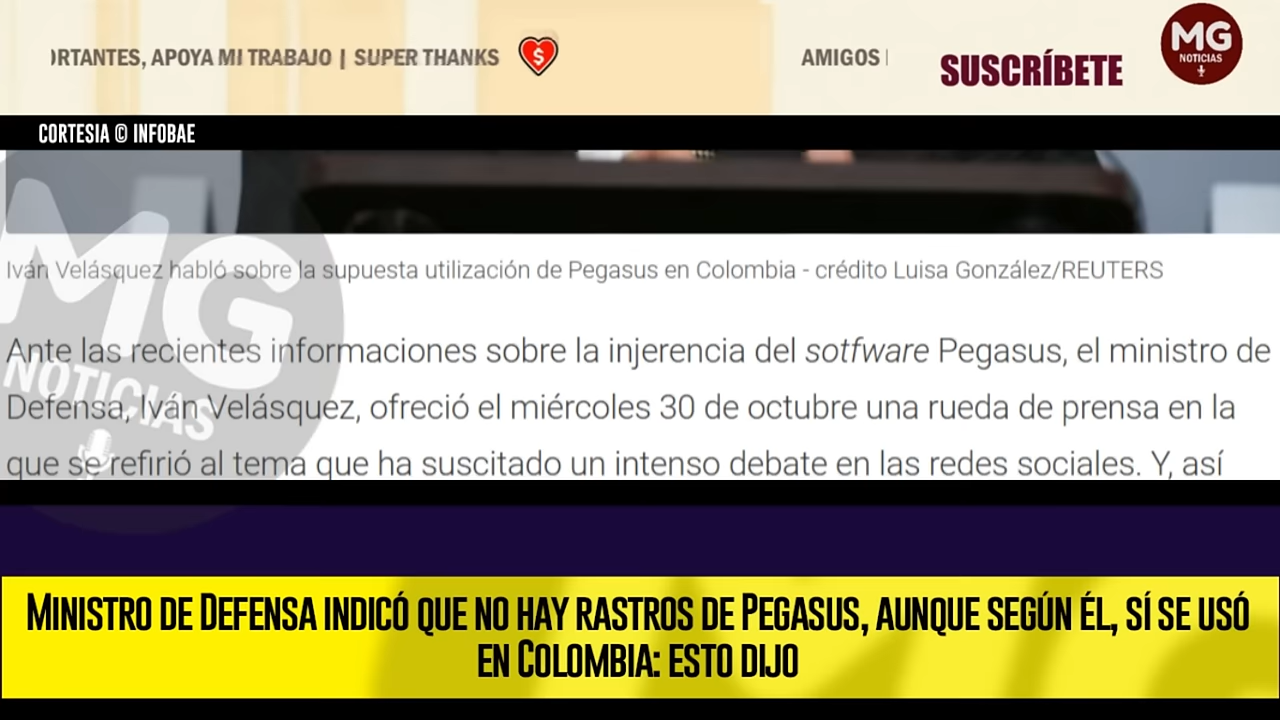 ORTANTES, APOYA MI TRABAJO | SUPER THANKS
AMIGOS
SUSCRÍBETE
MG
NOTICIAS
CORTESIA © INFOBAE
Iván Velásquez habló sobre la supuesta utilización de Pegasus en Colombia - crédito Luisa González/REUTERS
Ante las recientes informaciones sobre la injerencia del sotfware Pegasus, el ministro de
Defensa, Iván Velásquez, ofreció el miércoles 30 de octubre una rueda de prensa en la
que se refirió al tema que ha suscitado un intenso debate en las redes sociales. Y, así
MG
NOTICIAS
MINISTRO DE DEFENSA INDICÓ QUE NO HAY RASTROS DE PEGASUS, AUNQUE SEGÚN ÉL, SÍ SE USÓ
EN COLOMBIA: ESTO DIJO